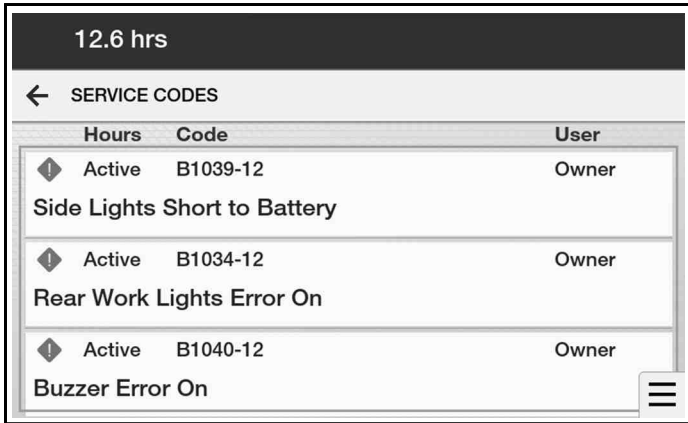 12.6 hrs
SERVICE CODES
Hours Code User
Active B1039-12 Owner
Side Lights Short to Battery
Active B1034-12 Owner
Rear Work Lights Error On
Active B1040-12 Owner
Buzzer Error On